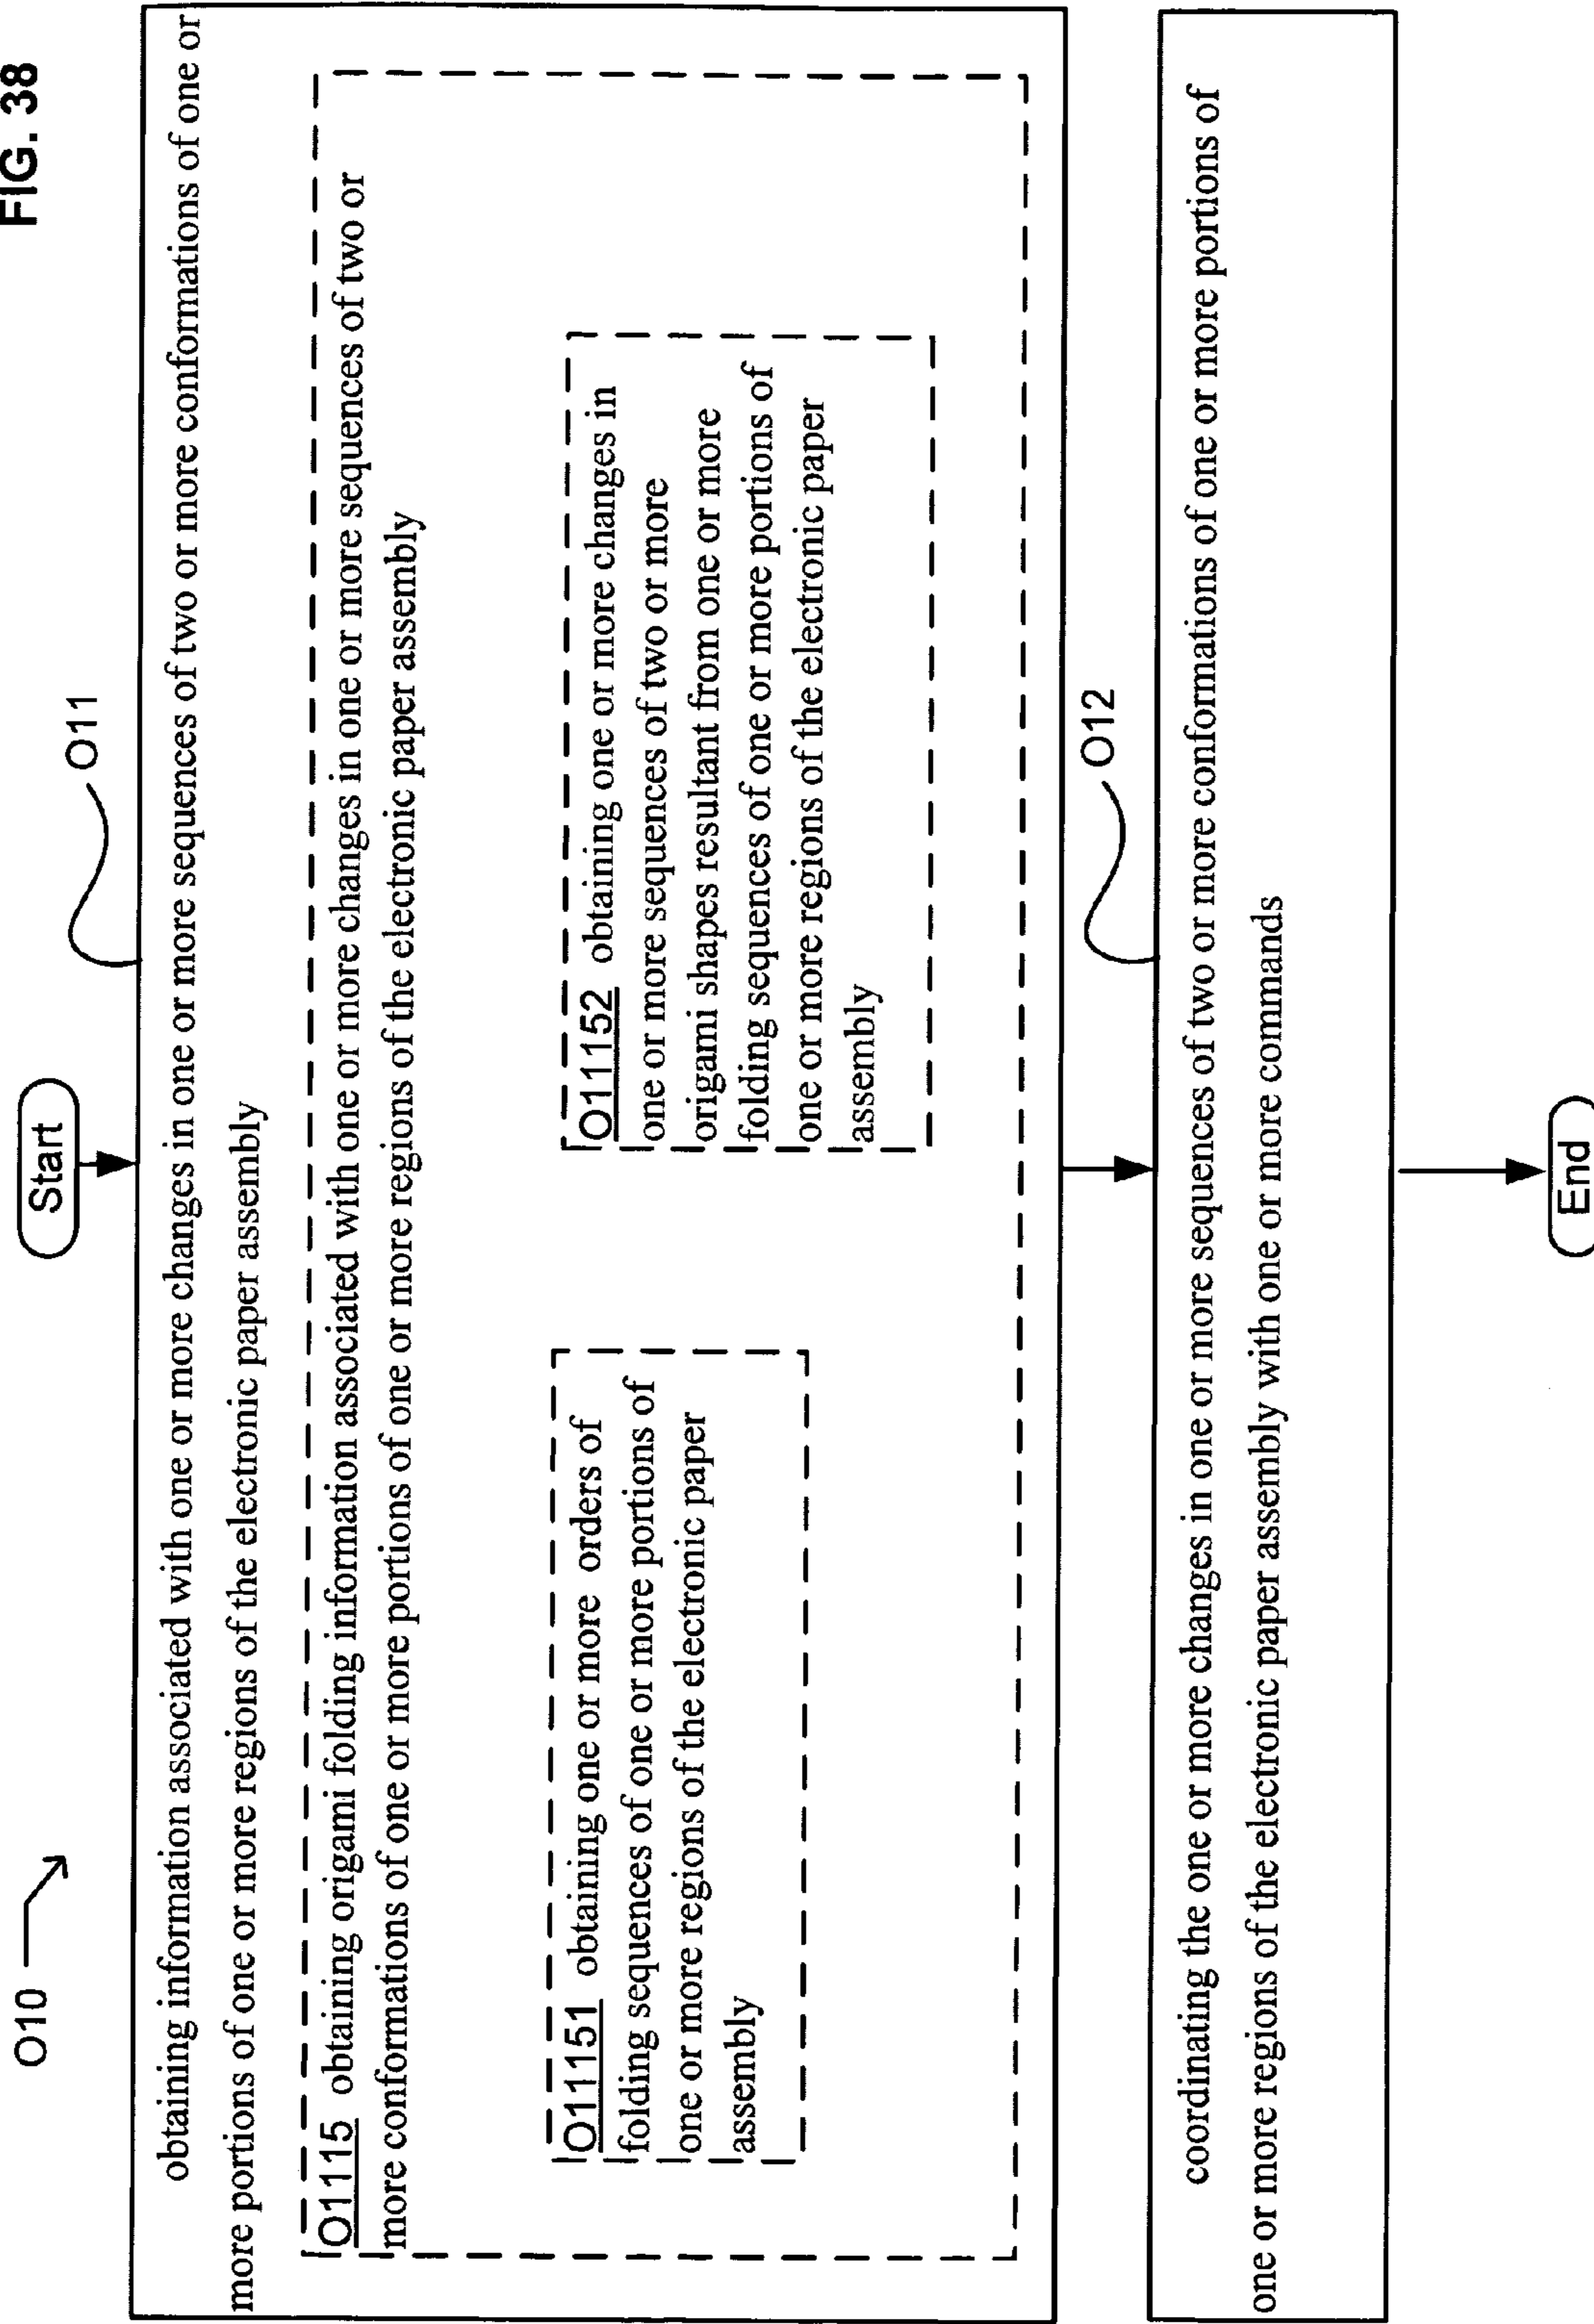 FIG. 38
O10
Start
O11
obtaining information associated with one or more changes in one or more sequences of two or more conformations of one or
more portions of one or more regions of the electronic paper assembly
O1115 obtaining origami folding information associated with one or more changes in one or more sequences of two or
more conformations of one or more portions of one or more regions of the electronic paper assembly
O11151 obtaining one or more orders of
folding sequences of one or more portions of
one or more regions of the electronic paper
assembly
O11152 obtaining one or more changes in
one or more sequences of two or more
origami shapes resultant from one or more
folding sequences of one or more portions of
one or more regions of the electronic paper
assembly
O12
coordinating the one or more changes in one or more sequences of two or more conformations of one or more portions of
one or more regions of the electronic paper assembly with one or more commands
End